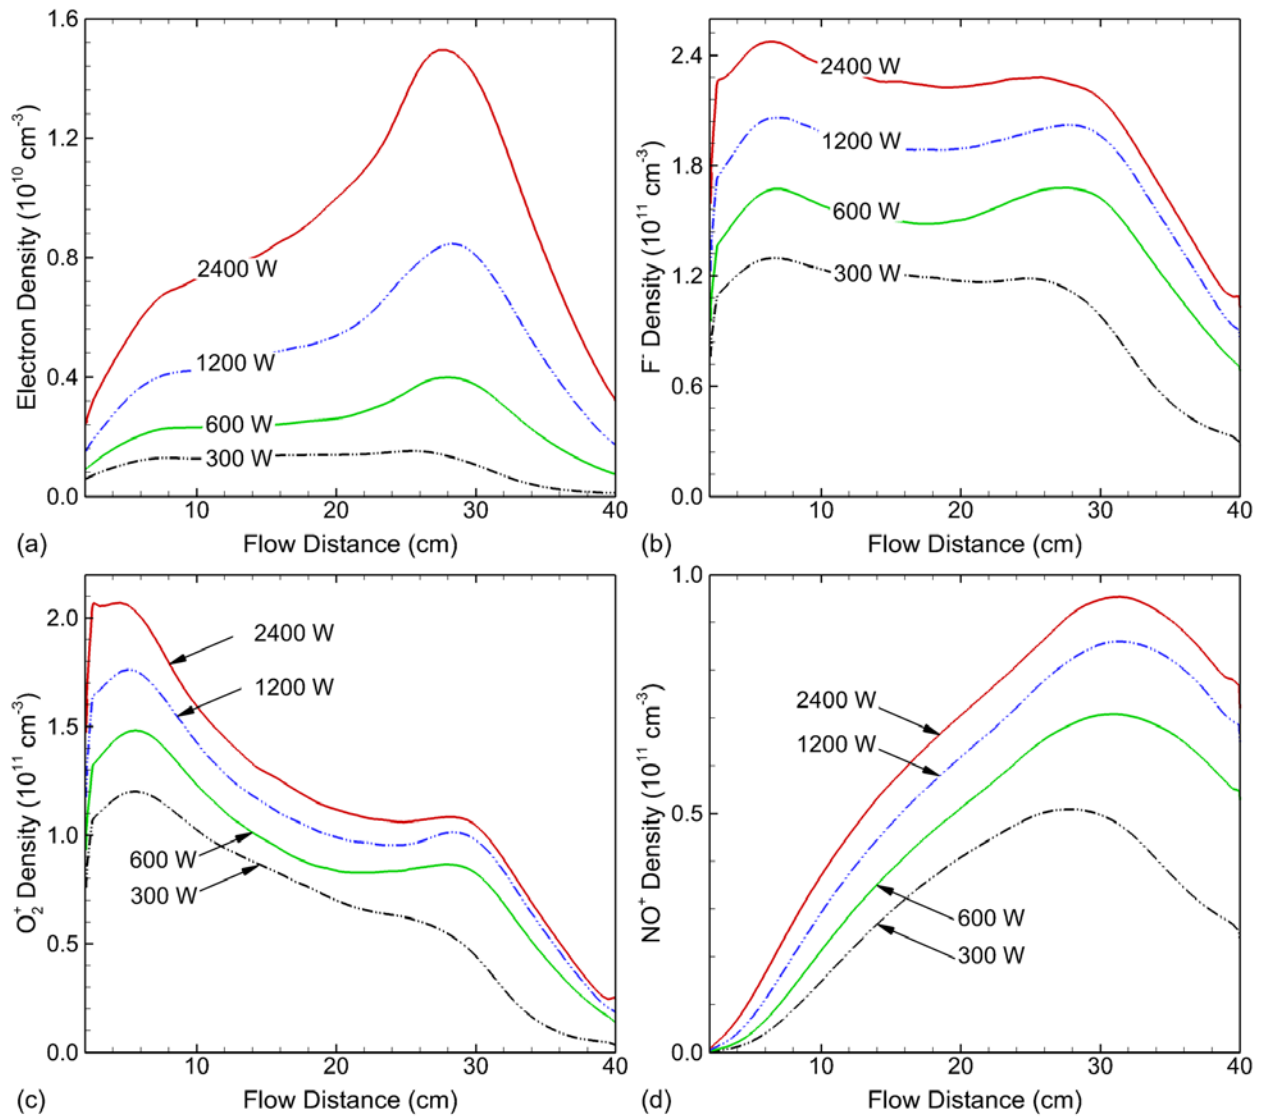 1.6
1.2
0.8
0.4
0.0
Electron Density (10¹⁰ cm⁻³)
2400 W
1200 W
600 W
300 W
10
20
30
40
Flow Distance (cm)
(a)
2.4
1.8
1.2
0.6
0.0
F⁻ Density (10¹¹ cm⁻³)
2400 W
1200 W
600 W
300 W
10
20
30
40
Flow Distance (cm)
(b)
2.0
1.5
1.0
0.5
0.0
O₂⁺ Density (10¹¹ cm⁻³)
2400 W
1200 W
600 W
300 W
10
20
30
40
Flow Distance (cm)
(c)
1.0
0.5
0.0
NO⁺ Density (10¹¹ cm⁻³)
2400 W
1200 W
600 W
300 W
10
20
30
40
Flow Distance (cm)
(d)